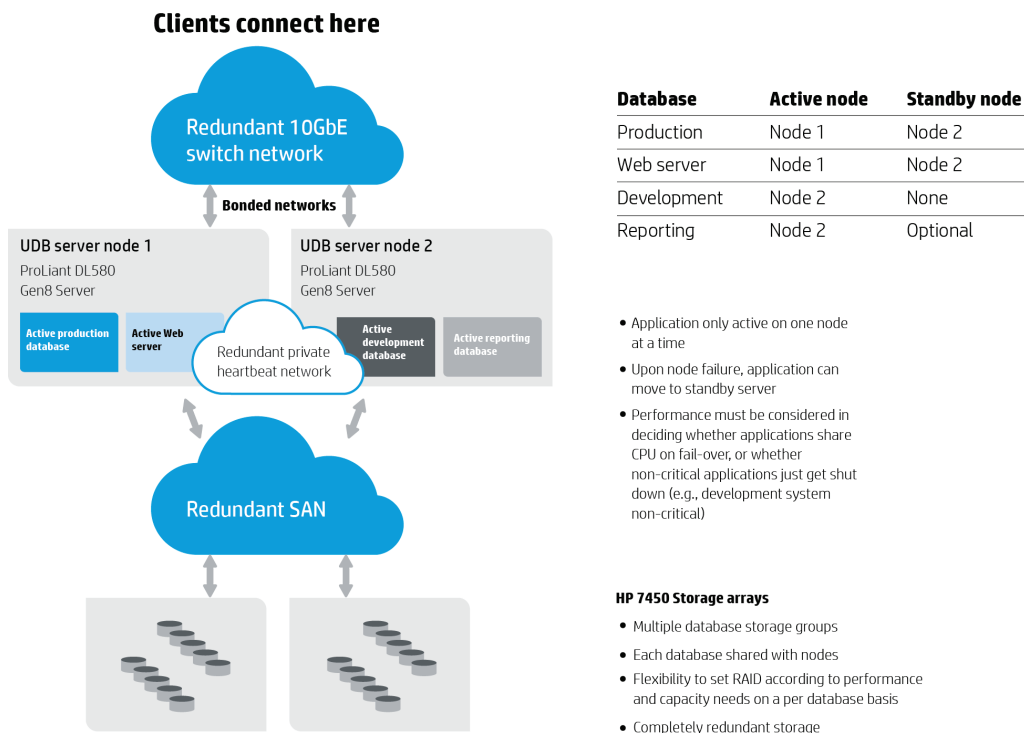 Clients connect here
Redundant 10GbE
switch network
Bonded networks
UDB server node 1
ProLiant DL580
Gen8 Server
Active production
database
Active Web
server
UDB server node 2
ProLiant DL580
Gen8 Server
Active
development
database
Active reporting
database
Redundant private
heartbeat network
Redundant SAN
Database Active node Standby node
Production Node 1 Node 2
Web server Node 1 Node 2
Development Node 2 None
Reporting Node 2 Optional
• Application only active on one node
at a time
• Upon node failure, application can
move to standby server
• Performance must be considered in
deciding whether applications share
CPU on fail-over, or whether
non-critical applications just get shut
down (e.g., development system
non-critical)
HP 7450 Storage arrays
• Multiple database storage groups
• Each database shared with nodes
• Flexibility to set RAID according to performance
and capacity needs on a per database basis
• Completely redundant storage